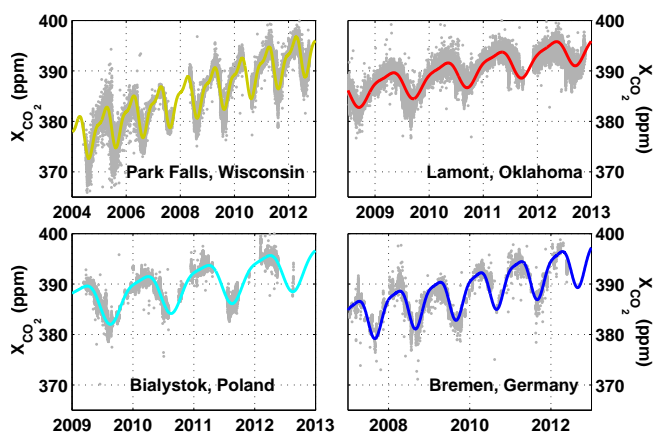 400
390
380
370
X_CO2 (ppm)
Park Falls, Wisconsin
2004 2006 2008 2010 2012
400
390
380
370
X_CO2 (ppm)
Lamont, Oklahoma
2009 2010 2011 2012 2013
400
390
380
370
X_CO2 (ppm)
Bialystok, Poland
2009 2010 2011 2012 2013
400
390
380
370
X_CO2 (ppm)
Bremen, Germany
2008 2010 2012